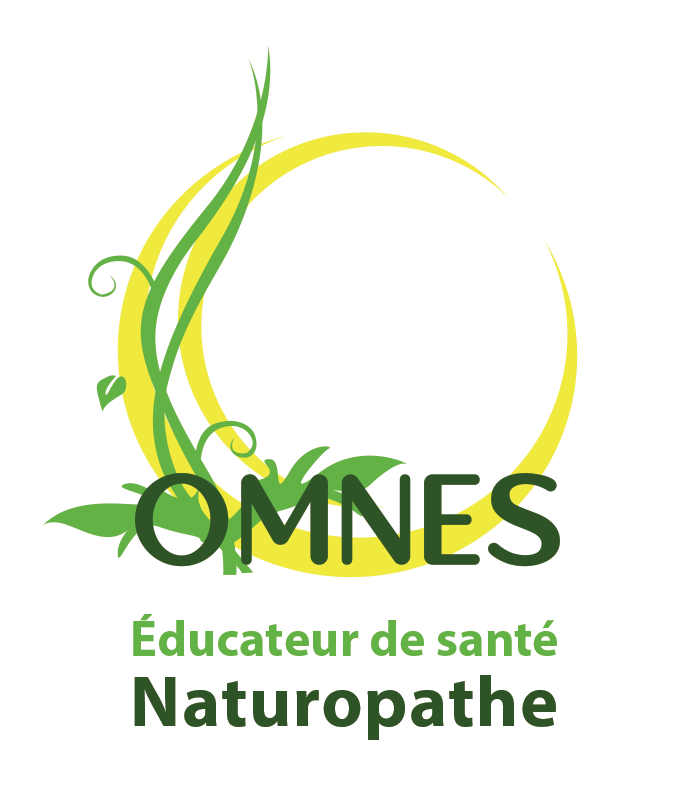 OMNES
Éducateur de santé
Naturopathe